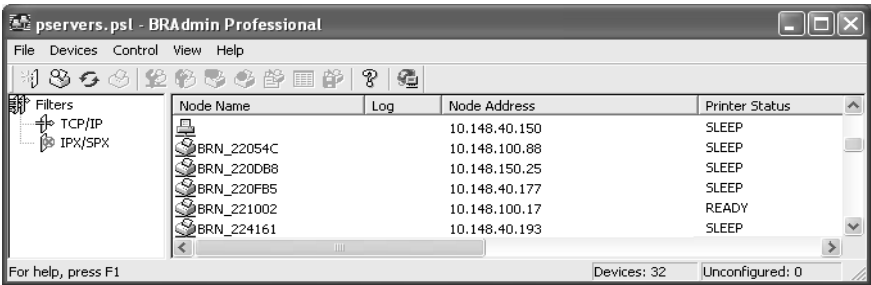 pservers.psl - BRAdmin Professional
File Devices Control View Help
Filters
TCP/IP
IPX/SPX
Node Name Log Node Address Printer Status
10.148.40.150 SLEEP
BRN_22054C 10.148.100.88 SLEEP
BRN_220DB8 10.148.150.25 SLEEP
BRN_220FB5 10.148.40.177 SLEEP
BRN_221002 10.148.100.17 READY
BRN_224161 10.148.40.193 SLEEP
For help, press F1 Devices: 32 Unconfigured: 0